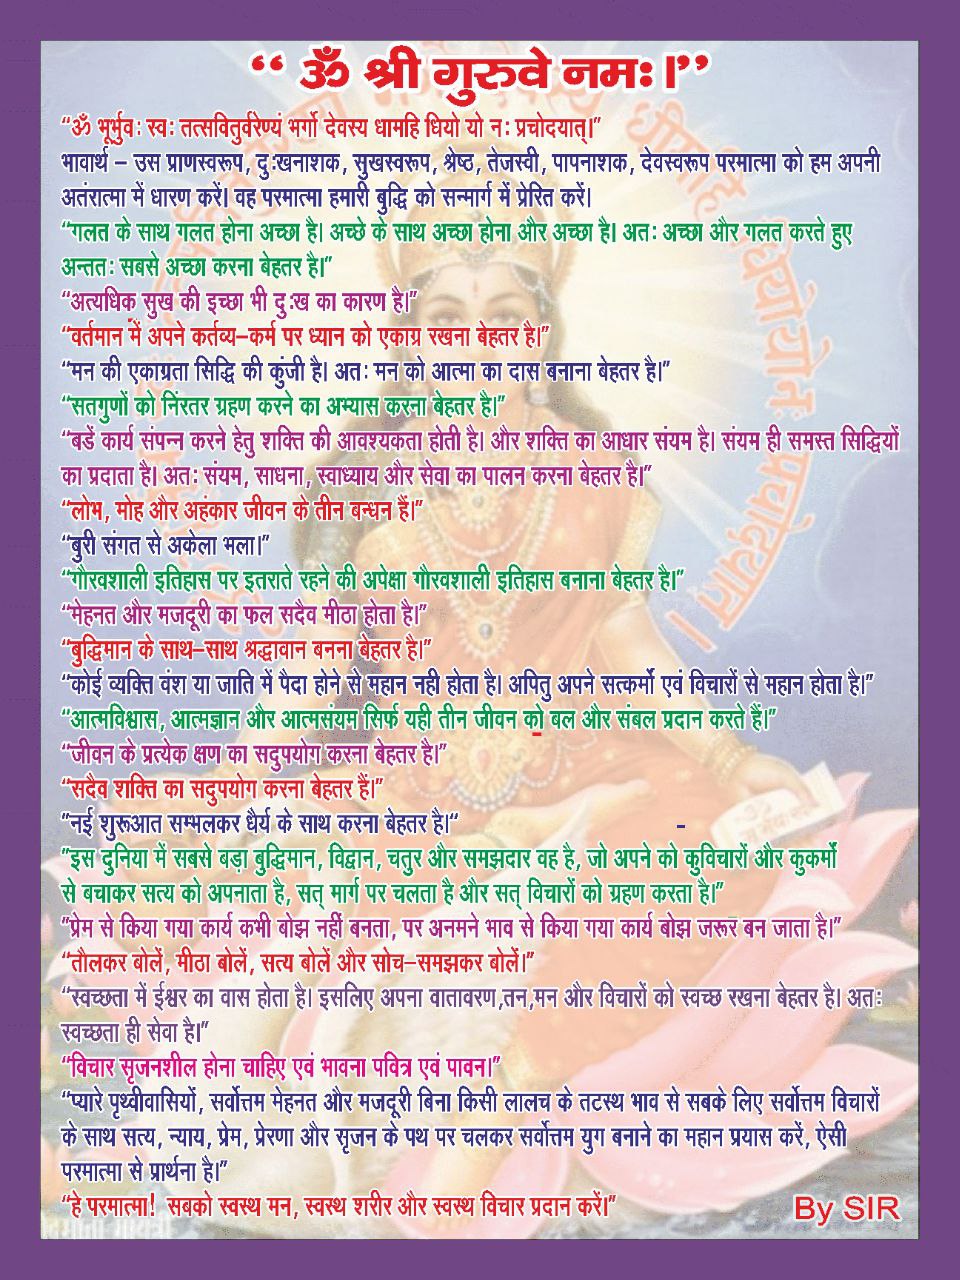 “ ॐ श्री गुरुवे नमः।”
“ॐ भूर्भुवः स्वः तत्सवितुर्वरेण्यं भर्गो देवस्य धामहि धियो यो नः प्रचोदयात्।”
भावार्थ – उस प्राणस्वरूप, दुःखनाशक, सुखस्वरूप, श्रेष्ठ, तेजस्वी, पापनाशक, देवस्वरूप परमात्मा को हम अपनी
अतंरात्मा में धारण करें। वह परमात्मा हमारी बुद्धि को सन्मार्ग में प्रेरित करें।
“गलत के साथ गलत होना अच्छा है। अच्छे के साथ अच्छा होना और अच्छा है। अतः अच्छा और गलत करते हुए
अन्ततः सबसे अच्छा करना बेहतर है।”
“अत्यधिक सुख की इच्छा भी दुःख का कारण है।”
“वर्तमान में अपने कर्तव्य–कर्म पर ध्यान को एकाग्र रखना बेहतर है।”
“मन की एकाग्रता सिद्धि की कुंजी है। अतः मन को आत्मा का दास बनाना बेहतर है।”
“सतगुणों को निंरतर ग्रहण करने का अभ्यास करना बेहतर है।”
“बडें कार्य संपन्न करने हेतु शक्ति की आवश्यकता होती है। और शक्ति का आधार संयम है। संयम ही समस्त सिद्धियों
का प्रदाता है। अतः संयम, साधना, स्वाध्याय और सेवा का पालन करना बेहतर है।”
“लोभ, मोह और अहंकार जीवन के तीन बन्धन हैं।”
“बुरी संगत से अकेला भला।”
“गौरवशाली इतिहास पर इतराते रहने की अपेक्षा गौरवशाली इतिहास बनाना बेहतर है।”
“मेहनत और मजदूरी का फल सदैव मीठा होता है।”
“बुद्धिमान के साथ–साथ श्रद्धावान बनना बेहतर है।”
“कोई व्यक्ति वंश या जाति में पैदा होने से महान नही होता है। अपितु अपने सत्कर्मो एवं विचारों से महान होता है।”
“आत्मविश्वास, आत्मज्ञान और आत्मसंयम सिर्फ यही तीन जीवन को बल और संबल प्रदान करते हैं।”
“जीवन के प्रत्येक क्षण का सदुपयोग करना बेहतर है।”
“सदैव शक्ति का सदुपयोग करना बेहतर हैं।”
”नई शुरूआत सम्भलकर धैर्य के साथ करना बेहतर है।“
”इस दुनिया में सबसे बड़ा बुद्धिमान, विद्वान, चतुर और समझदार वह है, जो अपने को कुविचारों और कुकर्मों
से बचाकर सत्य को अपनाता है, सत् मार्ग पर चलता है और सत् विचारों को ग्रहण करता है।”
”प्रेम से किया गया कार्य कभी बोझ नहीं बनता, पर अनमने भाव से किया गया कार्य बोझ जरूर बन जाता है।”
“तौलकर बोलें, मीठा बोलें, सत्य बोलें और सोच–समझकर बोलें।”
“स्वच्छता में ईश्वर का वास होता है। इसलिए अपना वातावरण,तन,मन और विचारों को स्वच्छ रखना बेहतर है। अतः
स्वच्छता ही सेवा है।”
“विचार सृजनशील होना चाहिए एवं भावना पवित्र एवं पावन।”
“प्यारे पृथ्वीवासियों, सर्वोत्तम मेहनत और मजदूरी बिना किसी लालच के तटस्थ भाव से सबके लिए सर्वोत्तम विचारों
के साथ सत्य, न्याय, प्रेम, प्रेरणा और सृजन के पथ पर चलकर सर्वोत्तम युग बनाने का महान प्रयास करें, ऐसी
परमात्मा से प्रार्थना है।”
“हे परमात्मा! सबको स्वस्थ मन, स्वस्थ शरीर और स्वस्थ विचार प्रदान करें।”
By SIR